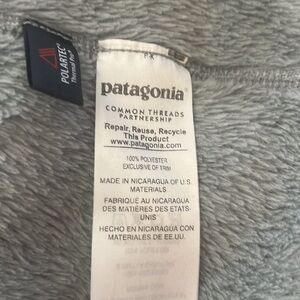 POLARTEC®
Thermal Pro®
patagonia®
COMMON THREADS
PARTNERSHIP
Repair, Reuse, Recycle
This Product
www.patagonia.com
100% POLYESTER
EXCLUSIVE OF TRIM
MADE IN NICARAGUA OF U.S.
MATERIALS
FABRIQUÉ AU NICARAGUA
DES MATIÈRES DES ETATS-
UNIS
HECHO EN NICARAGUA CON
MATERIALES DE EE.UU.